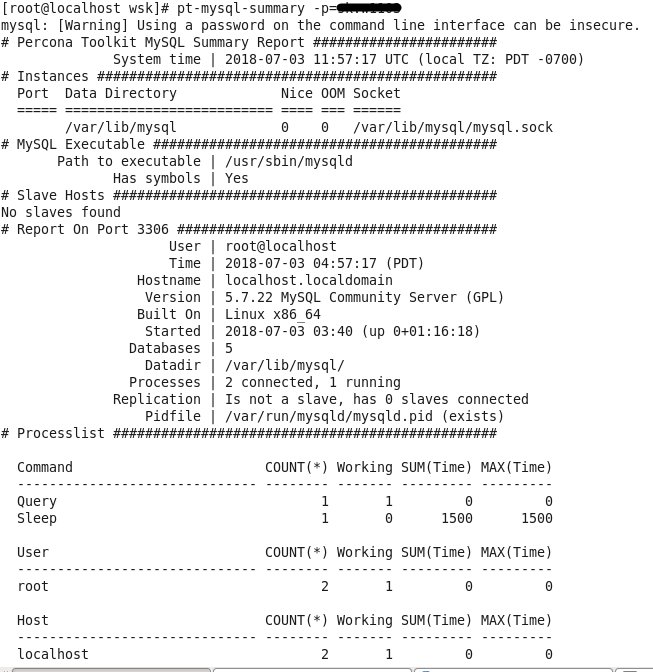 [root@localhost wsk]# pt-mysql-summary -p=
mysql: [Warning] Using a password on the command line interface can be insecure.
# Percona Toolkit MySQL Summary Report #######################
              System time | 2018-07-03 11:57:17 UTC (local TZ: PDT -0700)
# Instances ##################################################
  Port  Data Directory             Nice OOM Socket
  ===== ========================== ==== === ======
        /var/lib/mysql             0    0   /var/lib/mysql/mysql.sock
# MySQL Executable ###########################################
       Path to executable | /usr/sbin/mysqld
              Has symbols | Yes
# Slave Hosts ################################################
No slaves found
# Report On Port 3306 ########################################
                     User | root@localhost
                     Time | 2018-07-03 04:57:17 (PDT)
                 Hostname | localhost.localdomain
                  Version | 5.7.22 MySQL Community Server (GPL)
                 Built On | Linux x86_64
                  Started | 2018-07-03 03:40 (up 0+01:16:18)
                Databases | 5
                  Datadir | /var/lib/mysql/
                Processes | 2 connected, 1 running
              Replication | Is not a slave, has 0 slaves connected
                  Pidfile | /var/run/mysqld/mysqld.pid (exists)
# Processlist ################################################
  Command                        COUNT(*) Working SUM(Time) MAX(Time)
  ------------------------------ -------- ------- --------- ---------
  Query                                 1       1         0         0
  Sleep                                 1       0      1500      1500
  User                           COUNT(*) Working SUM(Time) MAX(Time)
  ------------------------------ -------- ------- --------- ---------
  root                                  2       1         0         0
  Host                           COUNT(*) Working SUM(Time) MAX(Time)
  ------------------------------ -------- ------- --------- ---------
  localhost                             2       1         0         0